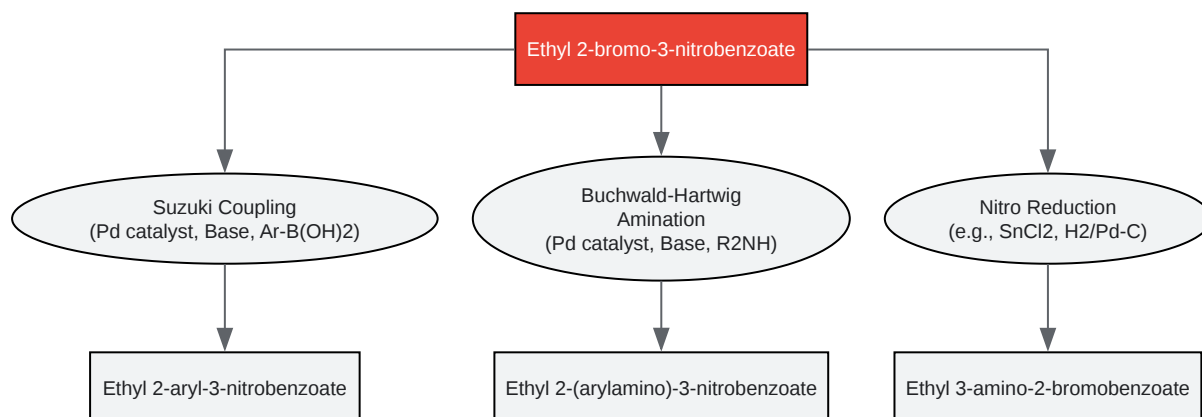 Ethyl 2-bromo-3-nitrobenzoate
Suzuki Coupling
(Pd catalyst, Base, Ar-B(OH)2)
Buchwald-Hartwig
Amination
(Pd catalyst, Base, R2NH)
Nitro Reduction
(e.g., SnCl2, H2/Pd-C)
Ethyl 2-aryl-3-nitrobenzoate
Ethyl 2-(arylamino)-3-nitrobenzoate
Ethyl 3-amino-2-bromobenzoate